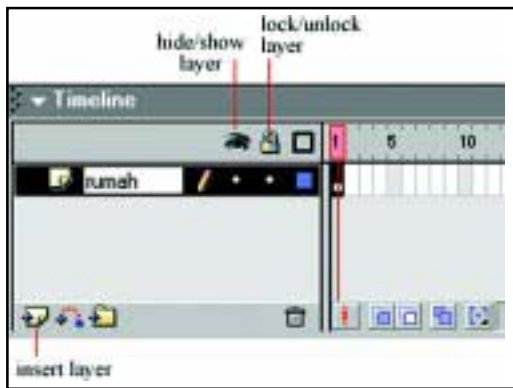 lock/unlock
layer
hide/show
layer
Timeline
1 5 10
rumah
insert layer